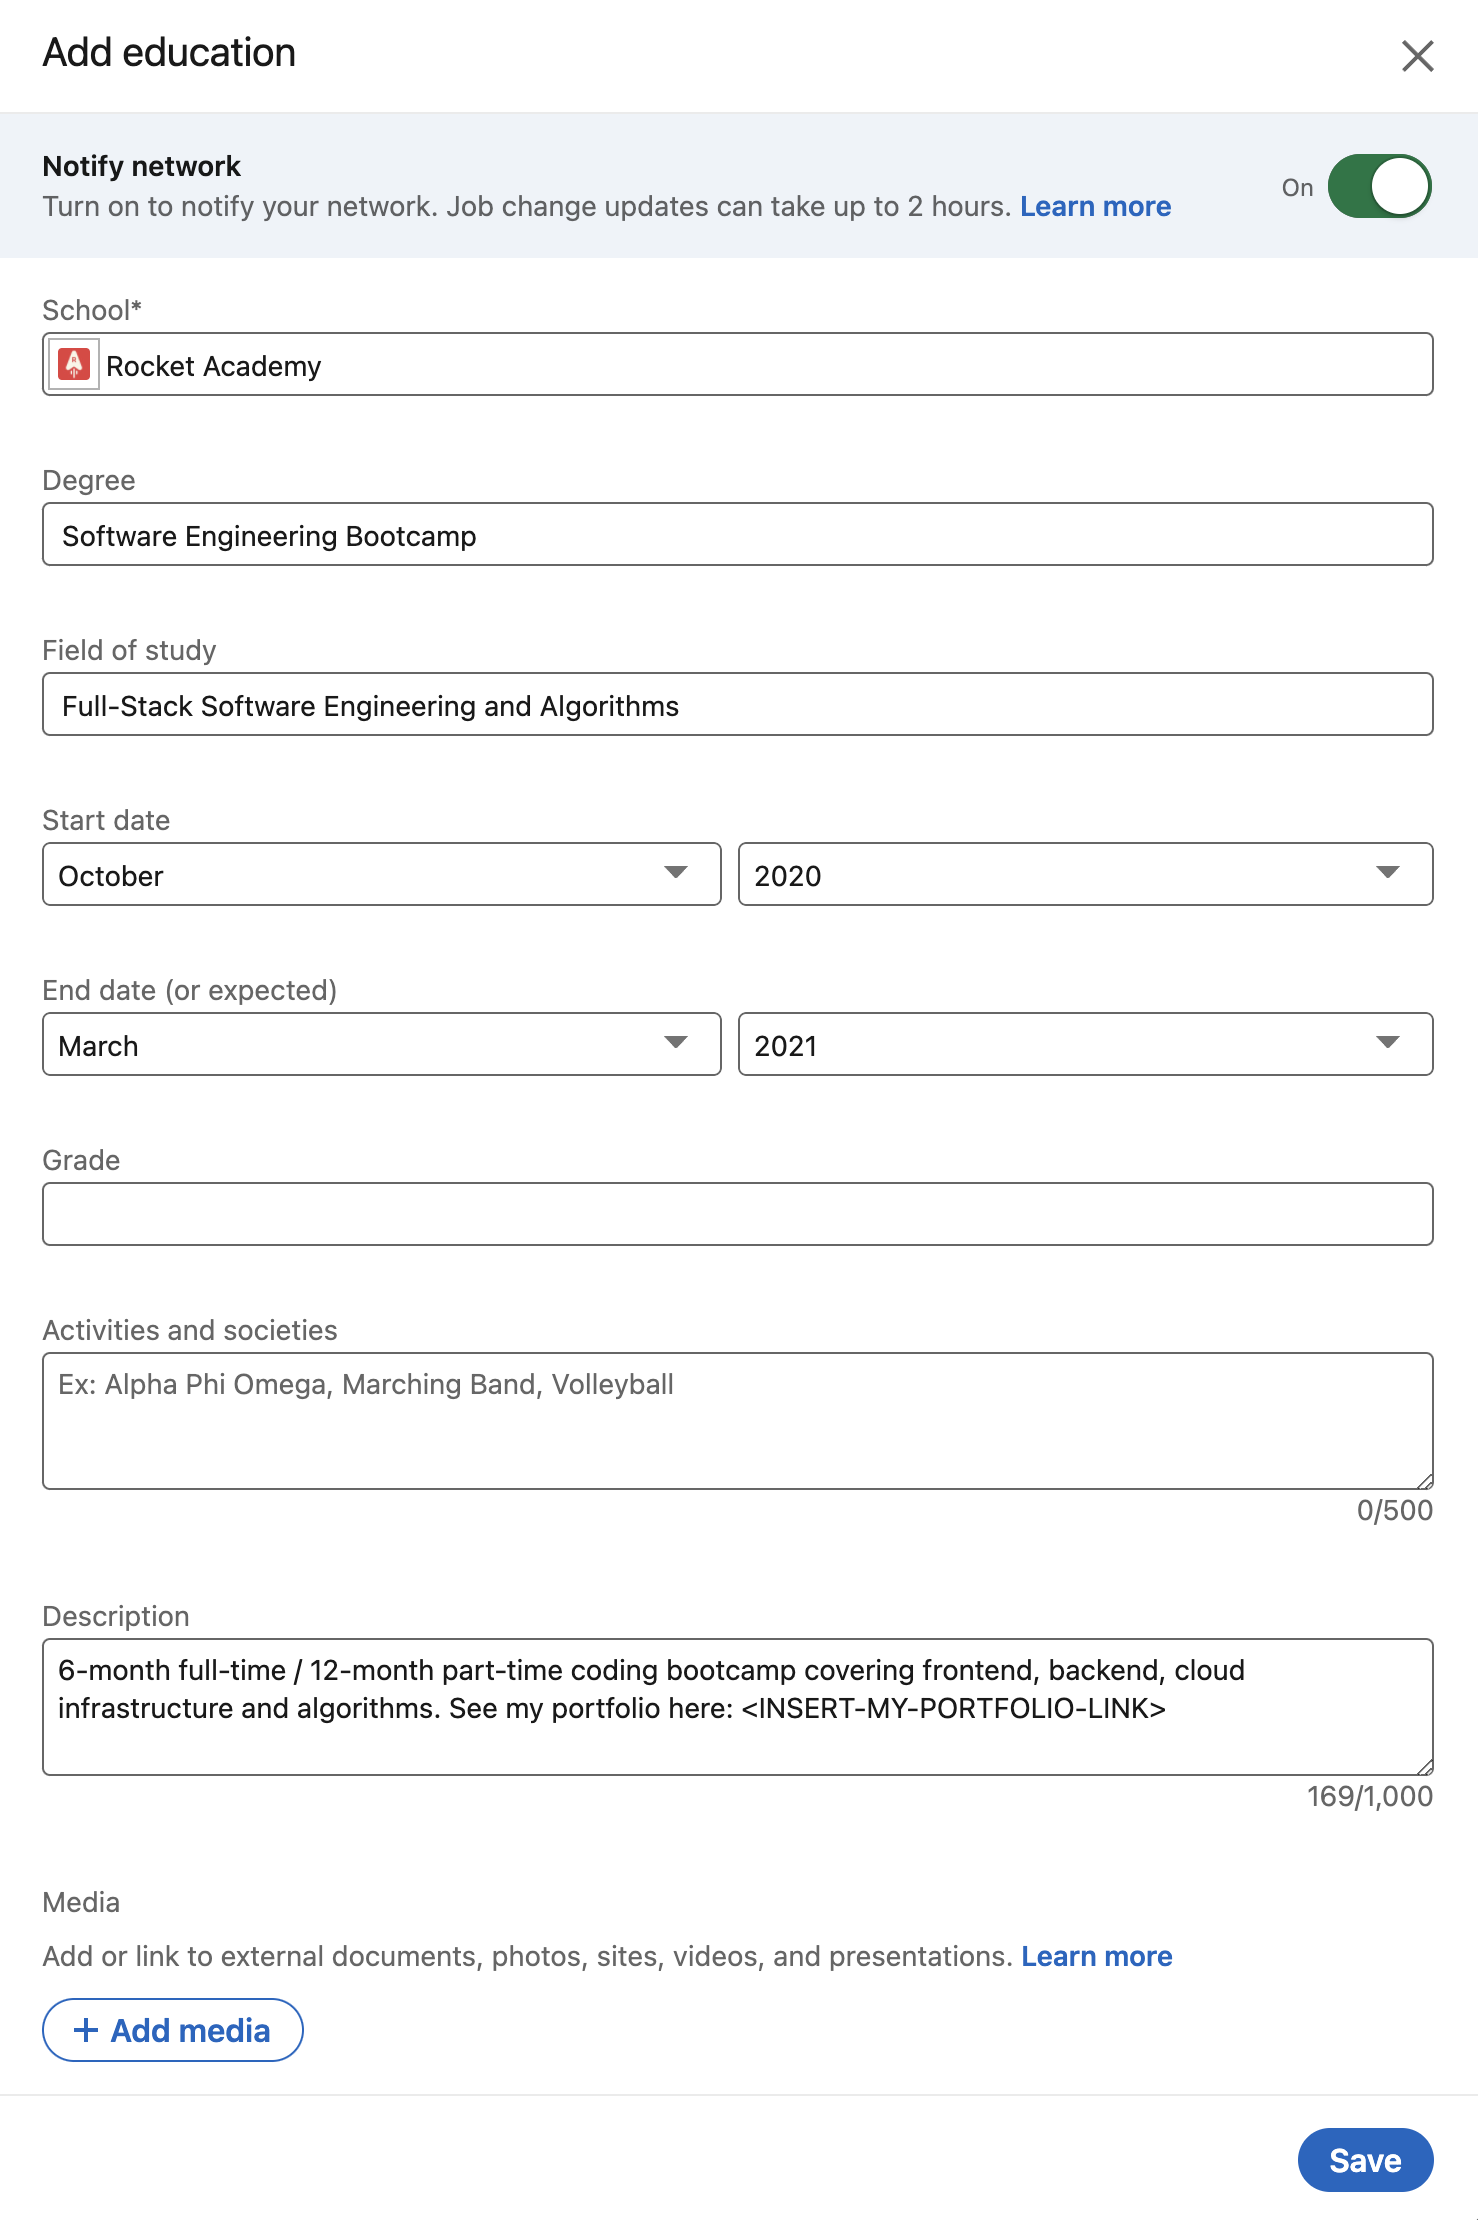 Add education
Notify network
Turn on to notify your network. Job change updates can take up to 2 hours. Learn more
On
School*
Rocket Academy
Degree
Software Engineering Bootcamp
Field of study
Full-Stack Software Engineering and Algorithms
Start date
October
2020
End date (or expected)
March
2021
Grade
Activities and societies
Ex: Alpha Phi Omega, Marching Band, Volleyball
0/500
Description
6-month full-time / 12-month part-time coding bootcamp covering frontend, backend, cloud
infrastructure and algorithms. See my portfolio here: <INSERT-MY-PORTFOLIO-LINK>
169/1,000
Media
Add or link to external documents, photos, sites, videos, and presentations. Learn more
+ Add media
Save